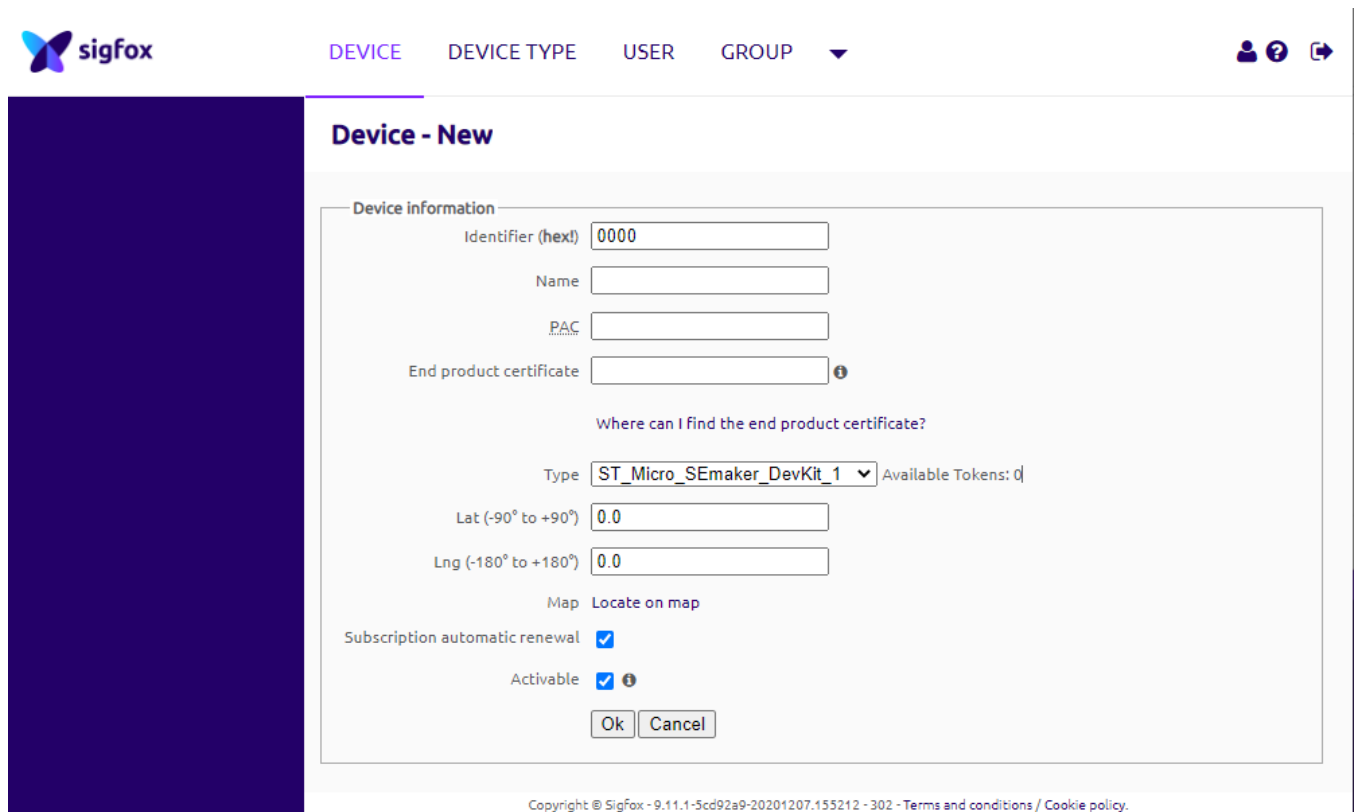 sigfox
DEVICE DEVICE TYPE USER GROUP
Device - New
Device information
Identifier (hex!) 0000
Name
PAC
End product certificate
Where can I find the end product certificate?
Type ST_Micro_SEmaker_DevKit_1 Available Tokens: 0
Lat (-90° to +90°) 0.0
Lng (-180° to +180°) 0.0
Map Locate on map
Subscription automatic renewal
Activable
Ok Cancel
Copyright © Sigfox - 9.11.1-5cd92a9-20201207.155212 - 302 - Terms and conditions / Cookie policy.